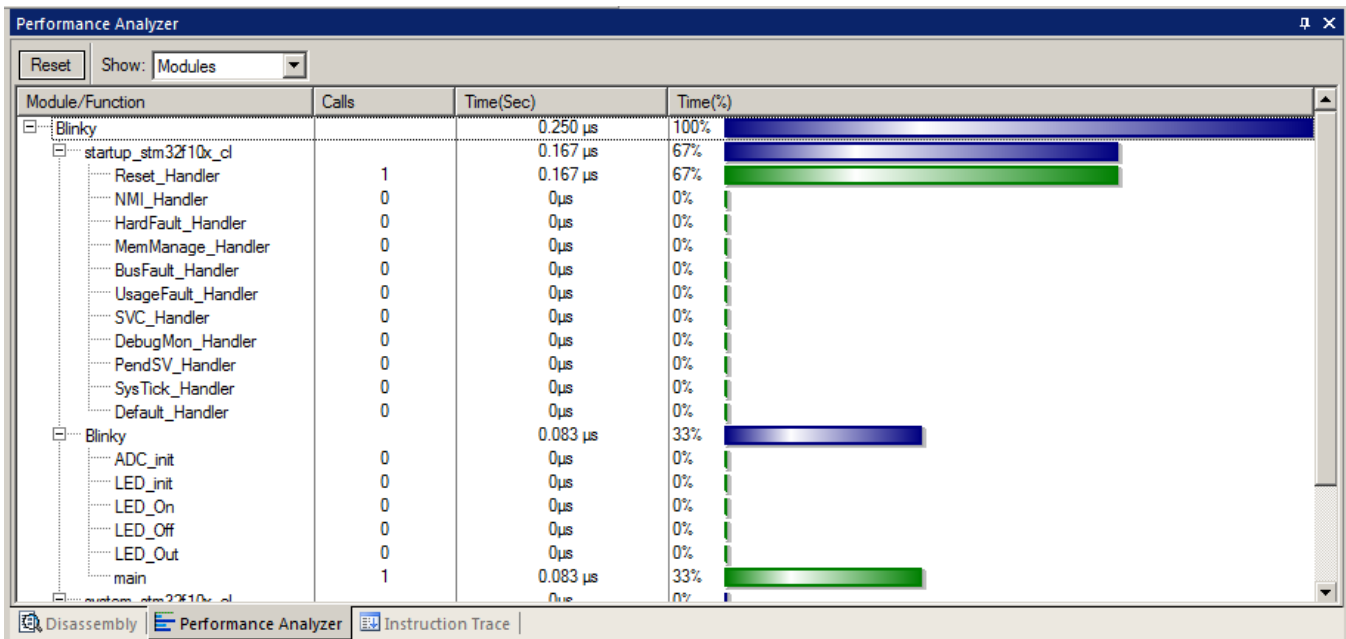 Performance Analyzer
Reset Show: Modules
Module/Function Calls Time(Sec) Time(%)
Blinky 0.250 µs 100%
startup_stm32f10x_cl 0.167 µs 67%
Reset_Handler 1 0.167 µs 67%
NMI_Handler 0 0µs 0%
HardFault_Handler 0 0µs 0%
MemManage_Handler 0 0µs 0%
BusFault_Handler 0 0µs 0%
UsageFault_Handler 0 0µs 0%
SVC_Handler 0 0µs 0%
DebugMon_Handler 0 0µs 0%
PendSV_Handler 0 0µs 0%
SysTick_Handler 0 0µs 0%
Default_Handler 0 0µs 0%
Blinky 0.083 µs 33%
ADC_init 0 0µs 0%
LED_init 0 0µs 0%
LED_On 0 0µs 0%
LED_Off 0 0µs 0%
LED_Out 0 0µs 0%
main 1 0.083 µs 33%
system_stm32f10x_cl 0µs 0%
Disassembly Performance Analyzer Instruction Trace